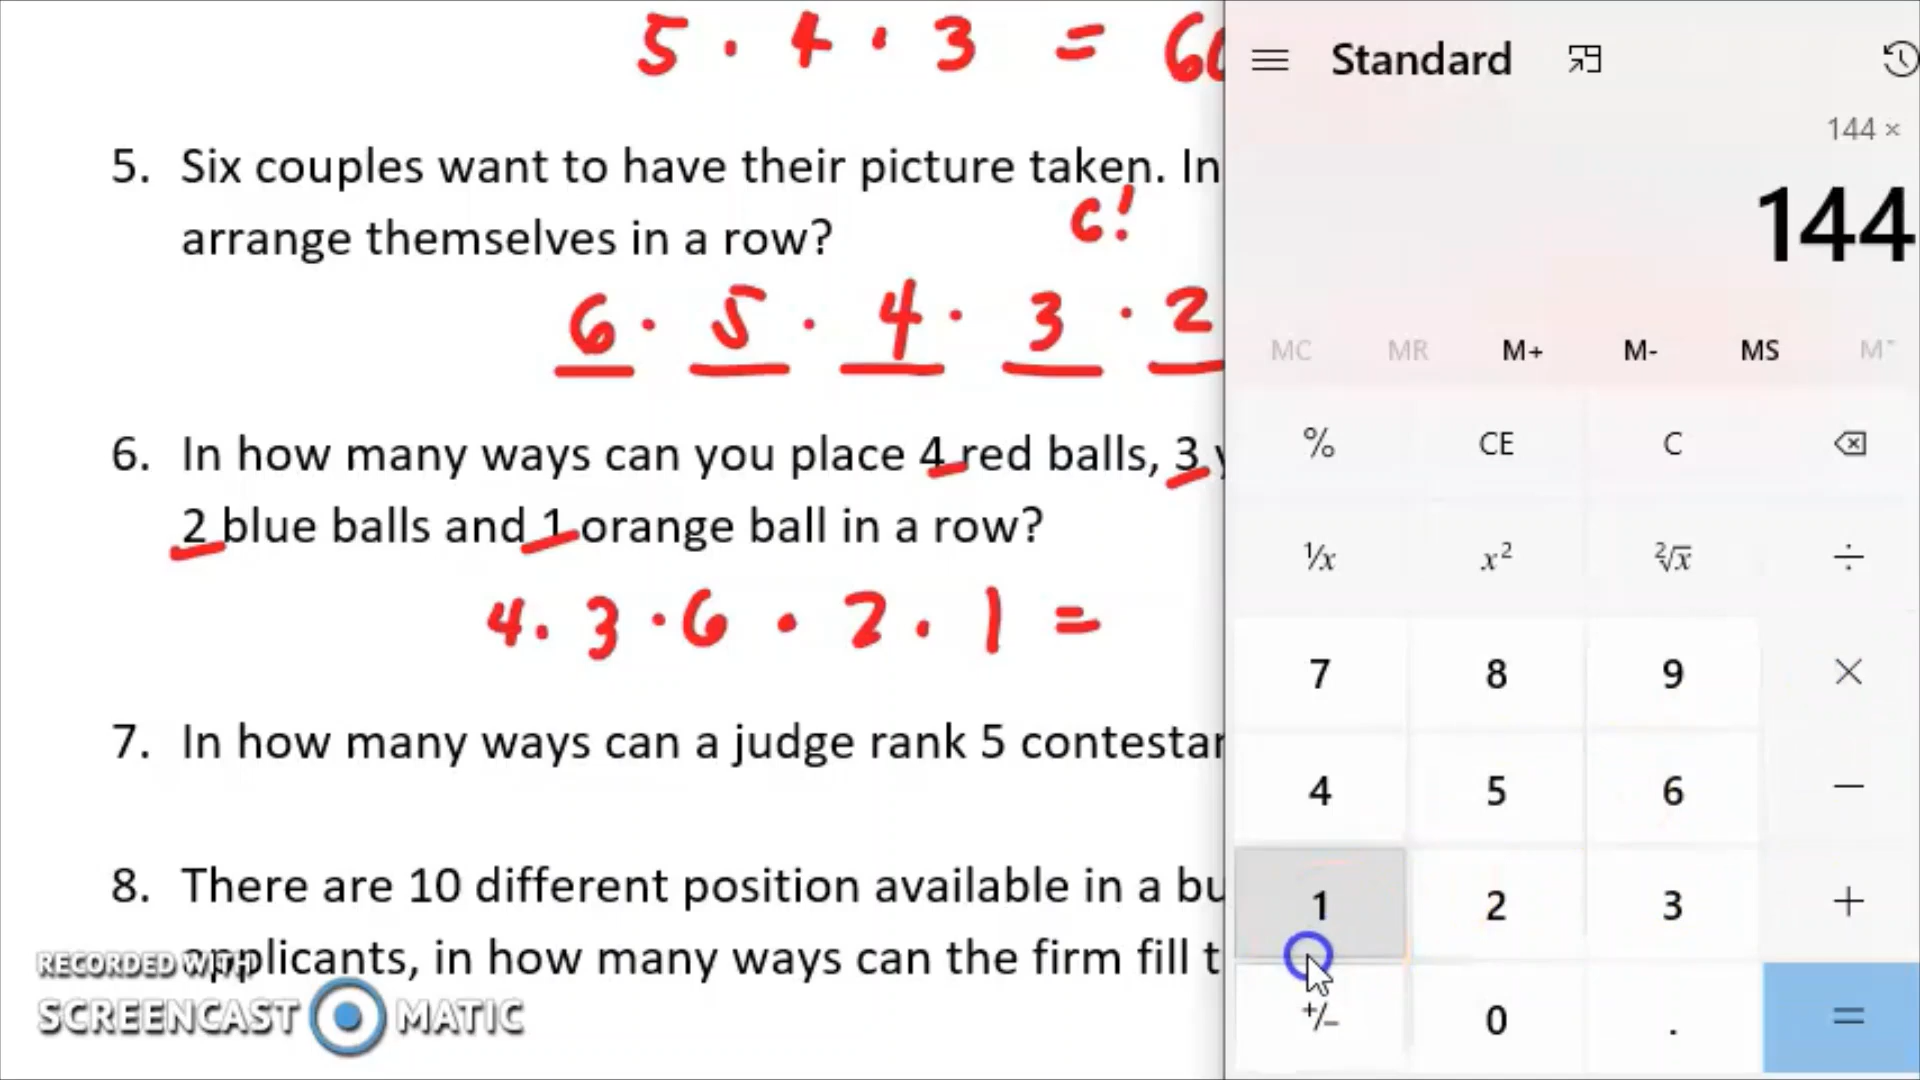 5 · 4 · 3 = 60
5. Six couples want to have their picture taken. In
arrange themselves in a row?
6!
6 · 5 · 4 · 3 · 2
6. In how many ways can you place 4 red balls, 3 y
2 blue balls and 1 orange ball in a row?
4 · 3 · 6 · 2 · 1 =
7. In how many ways can a judge rank 5 contestan
8. There are 10 different position available in a bu
applicants, in how many ways can the firm fill t
RECORDED WITH
SCREENCAST MATIC
Standard
144 ×
144
MC MR M+ M- MS M˅
% CE C
¹/x x² ²√x ÷
7 8 9 ×
4 5 6 −
1 2 3 +
+/− 0 . =